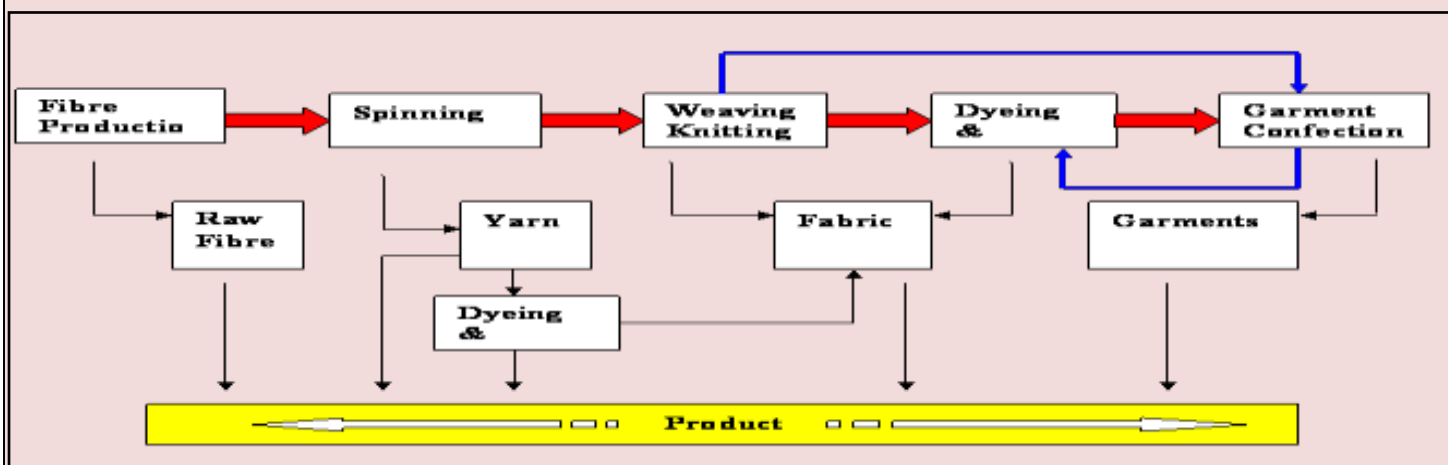 Fibre
Productio
Spinning
Weaving
Knitting
Dyeing
&
Garment
Confection
Raw
Fibre
Yarn
Fabric
Garments
Dyeing
&
Product